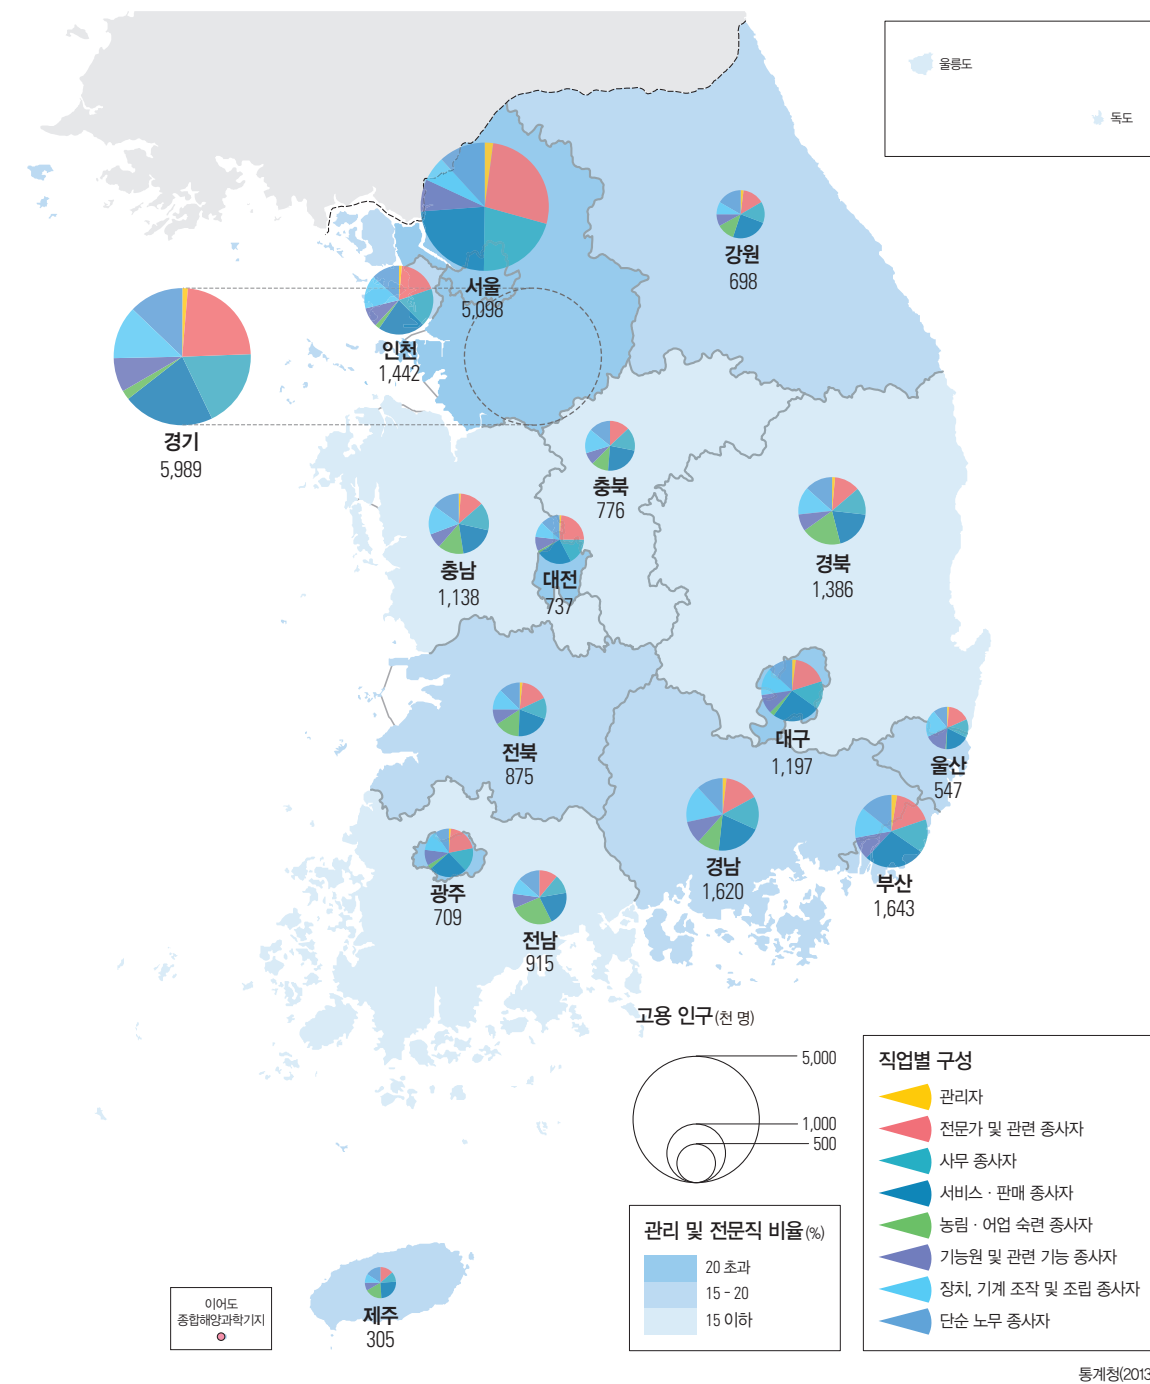 울릉도
독도
강원
698
서울
5,098
인천
1,442
경기
5,989
충북
776
경북
1,386
충남
1,138
대전
737
대구
1,197
울산
547
전북
875
경남
1,620
부산
1,643
광주
709
전남
915
제주
305
이어도
종합해양과학기지
고용 인구(천 명)
5,000
1,000
500
관리 및 전문직 비율(%)
20 초과
15 - 20
15 이하
직업별 구성
관리자
전문가 및 관련 종사자
사무 종사자
서비스 · 판매 종사자
농림 · 어업 숙련 종사자
기능원 및 관련 기능 종사자
장치, 기계 조작 및 조립 종사자
단순 노무 종사자
통계청(2013